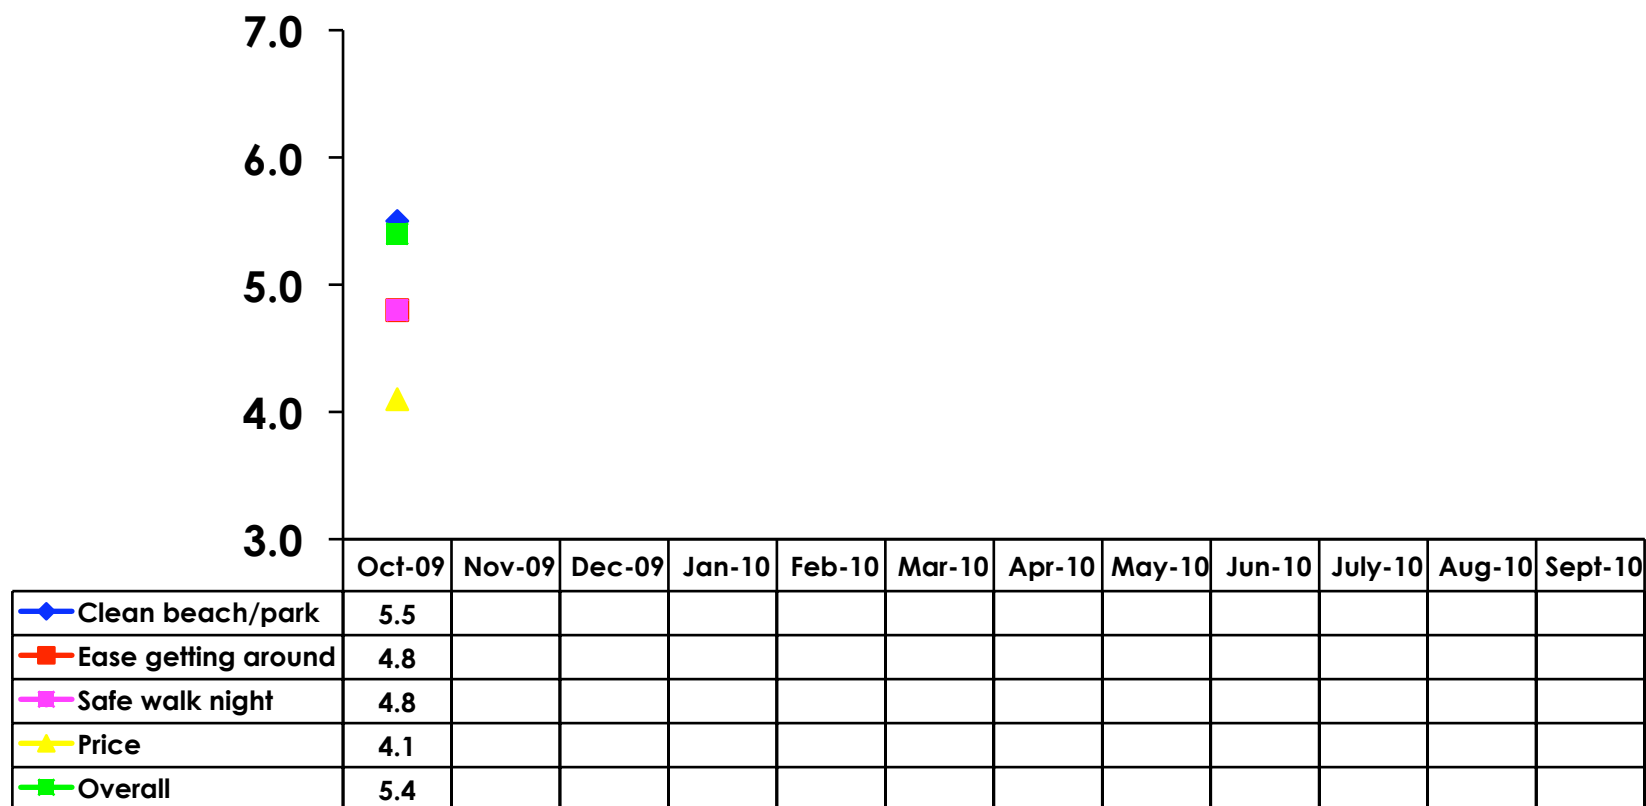 7.0
6.0
5.0
4.0
3.0
Oct-09 Nov-09 Dec-09 Jan-10 Feb-10 Mar-10 Apr-10 May-10 Jun-10 July-10 Aug-10 Sept-10
Clean beach/park 5.5
Ease getting around 4.8
Safe walk night 4.8
Price 4.1
Overall 5.4